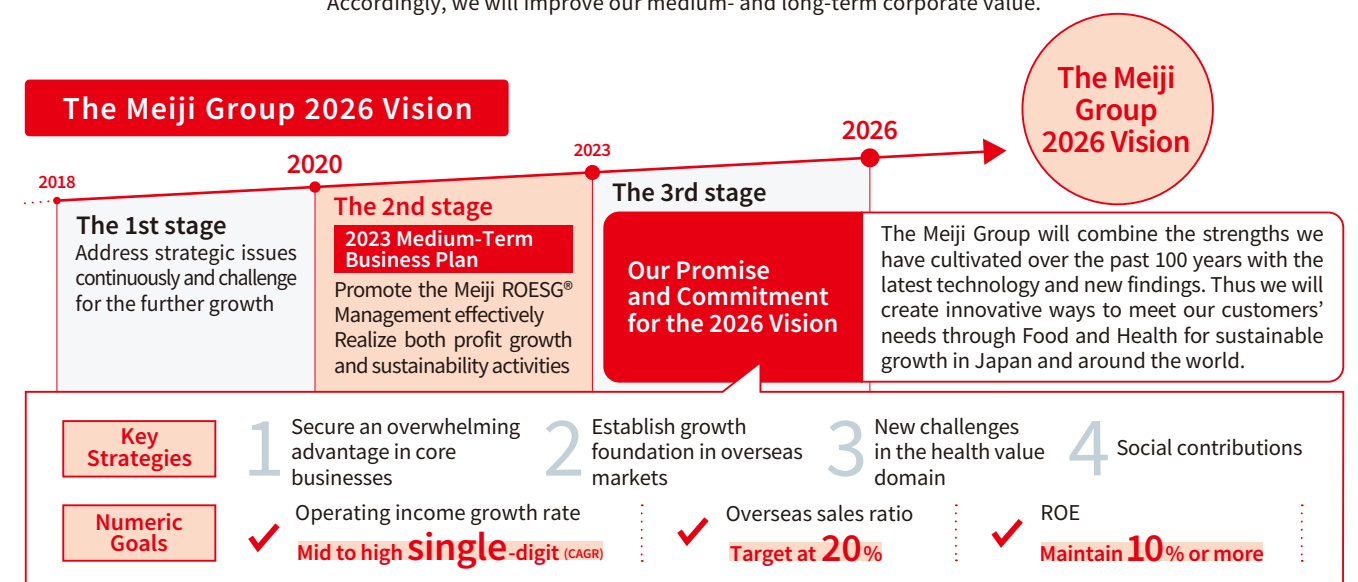 Accordingly, we will improve our medium- and long-term corporate value.
The Meiji Group 2026 Vision
The Meiji
Group
2026 Vision
2018
2020
2023
2026
The 1st stage
Address strategic issues
continuously and challenge
for the further growth
The 2nd stage
2023 Medium-Term
Business Plan
Promote the Meiji ROESG®
Management effectively
Realize both profit growth
and sustainability activities
The 3rd stage
Our Promise
and Commitment
for the 2026 Vision
The Meiji Group will combine the strengths we
have cultivated over the past 100 years with the
latest technology and new findings. Thus we will
create innovative ways to meet our customers’
needs through Food and Health for sustainable
growth in Japan and around the world.
Key
Strategies
1
Secure an overwhelming
advantage in core
businesses
2
Establish growth
foundation in overseas
markets
3
New challenges
in the health value
domain
4
Social contributions
Numeric
Goals
Operating income growth rate
Mid to high single-digit (CAGR)
Overseas sales ratio
Target at 20%
ROE
Maintain 10% or more